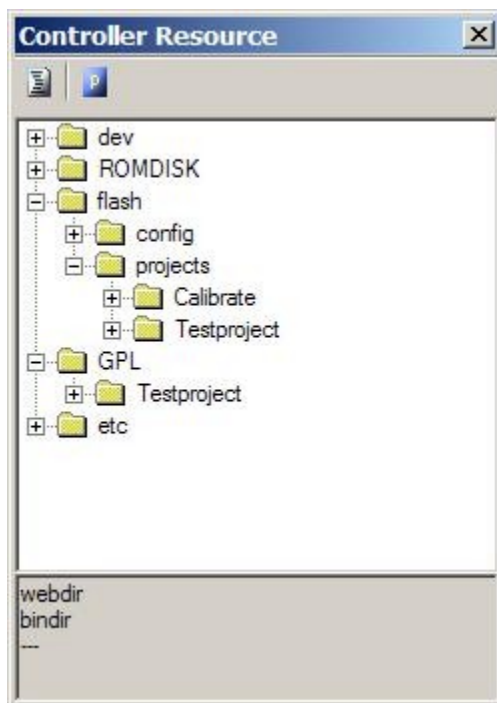 Controller Resource
P
dev
ROMDISK
flash
config
projects
Calibrate
Testproject
GPL
Testproject
etc
webdir
bindir
---